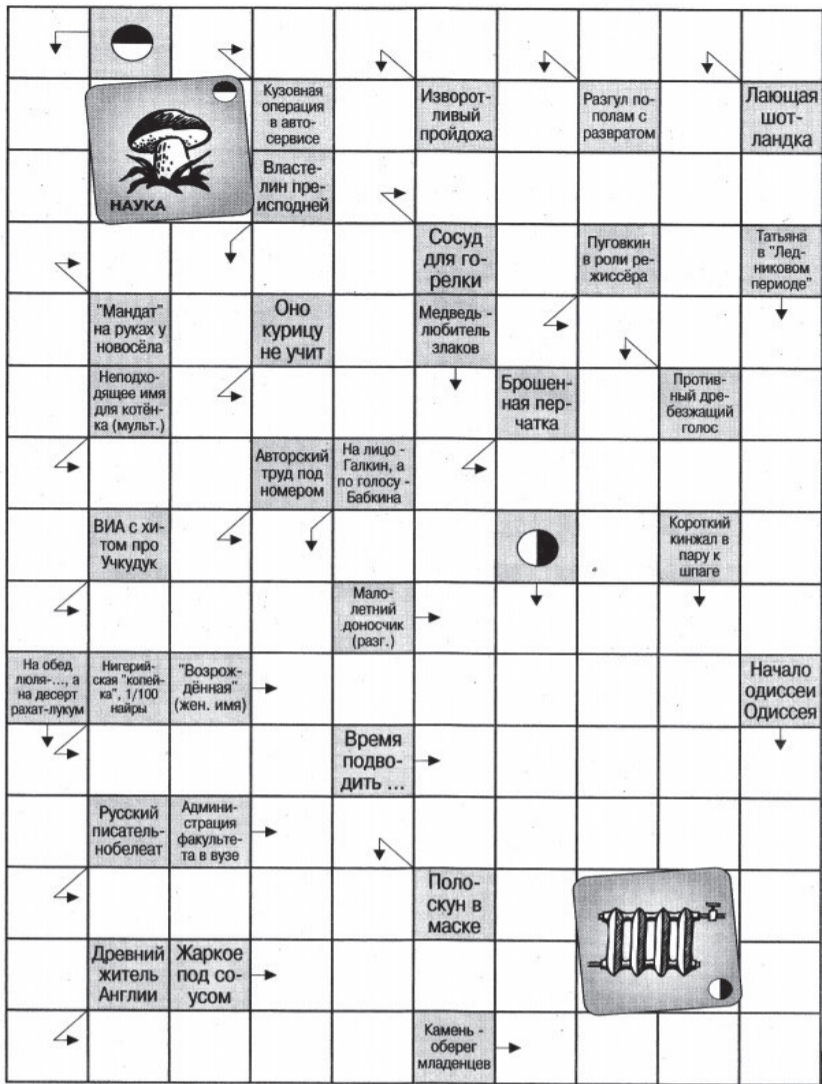 Кузовная
операция
в авто-
сервисе
Изворот-
ливый
пройдоха
Разгул по-
полам с
развратом
Лающая
шот-
ландка
НАУКА
Власте-
лин пре-
исподней
Сосуд
для го-
релки
Пуговкин
в роли ре-
жиссёра
Татьяна
в "Лед-
никовом
периоде"
"Мандат"
на руках у
новосёла
Оно
курицу
не учит
Медведь -
любитель
злаков
Неподхо-
дящее имя
для котён-
ка (мульт.)
Брошен-
ная пер-
чатка
Против-
ный дре-
безжащий
голос
Авторский
труд под
номером
На лицо -
Галкин, а
по голосу -
Бабкина
ВИА с хи-
том про
Учкудук
Короткий
кинжал в
пару к
шпаге
Мало-
летний
доносчик
(разг.)
На обед
люля-..., а
на десерт
рахат-лукум
Нигерий-
ская "копей-
ка", 1/100
найры
"Возрож-
дённая"
(жен. имя)
Начало
одиссеи
Одиссея
Время
подво-
дить ...
Русский
писатель-
нобелеат
Админи-
страция
факульте-
та в вузе
Поло-
скун в
маске
Древний
житель
Англии
Жаркое
под со-
усом
Камень -
оберег
младенцев